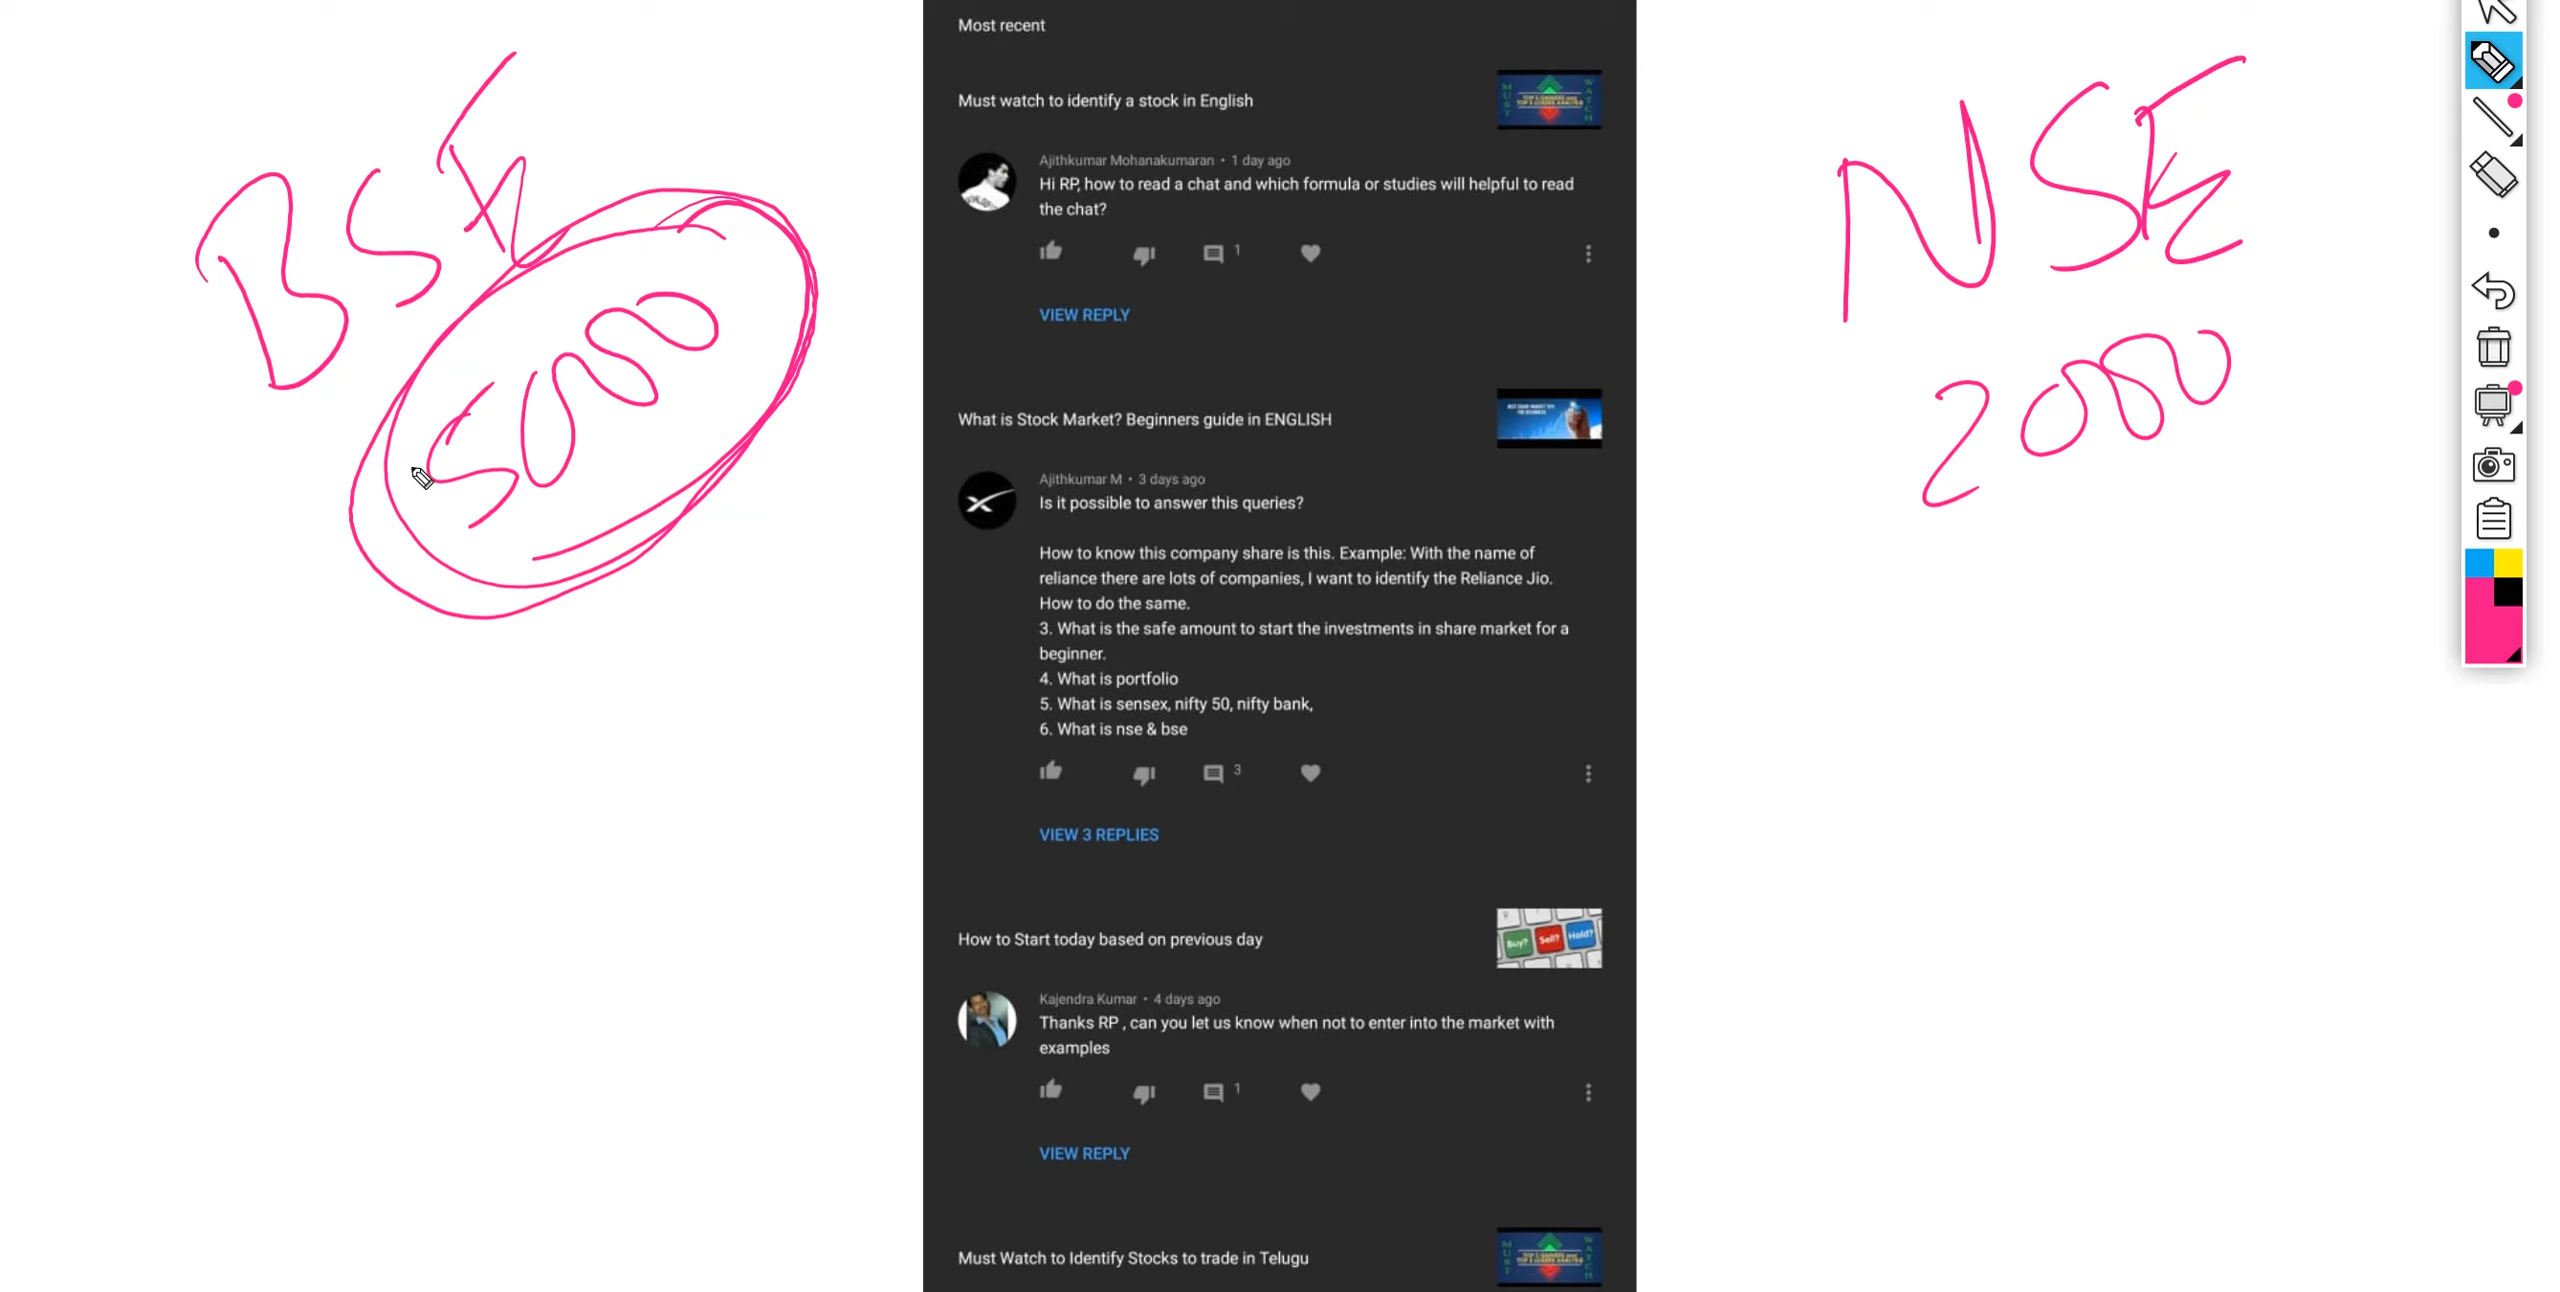 Most recent
Must watch to identify a stock in English
Ajithkumar Mohanakumaran • 1 day ago
Hi RP, how to read a chat and which formula or studies will helpful to read
the chat?
1
VIEW REPLY
What is Stock Market? Beginners guide in ENGLISH
Ajithkumar M • 3 days ago
Is it possible to answer this queries?
How to know this company share is this. Example: With the name of
reliance there are lots of companies, I want to identify the Reliance Jio.
How to do the same.
3. What is the safe amount to start the investments in share market for a
beginner.
4. What is portfolio
5. What is sensex, nifty 50, nifty bank,
6. What is nse & bse
3
VIEW 3 REPLIES
How to Start today based on previous day
Buy? Sell? Hold?
Kajendra Kumar • 4 days ago
Thanks RP , can you let us know when not to enter into the market with
examples
1
VIEW REPLY
Must Watch to Identify Stocks to trade in Telugu
MUST
WATCH
BSE
5000
NSE
20000